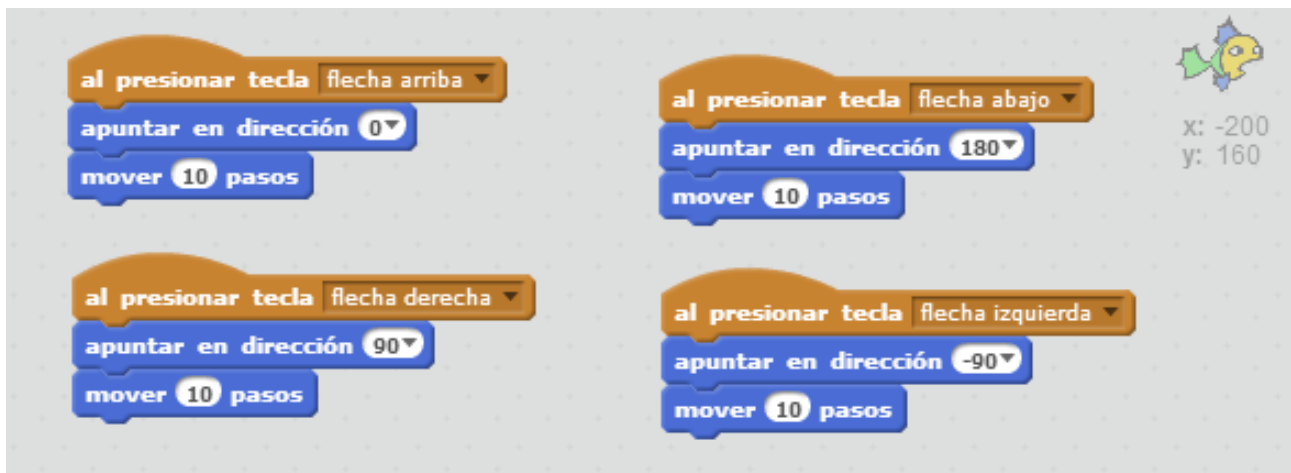 al presionar tecla flecha arriba
apuntar en dirección 0
mover 10 pasos
al presionar tecla flecha abajo
apuntar en dirección 180
mover 10 pasos
x: -200
y: 160
al presionar tecla flecha derecha
apuntar en dirección 90
mover 10 pasos
al presionar tecla flecha izquierda
apuntar en dirección -90
mover 10 pasos